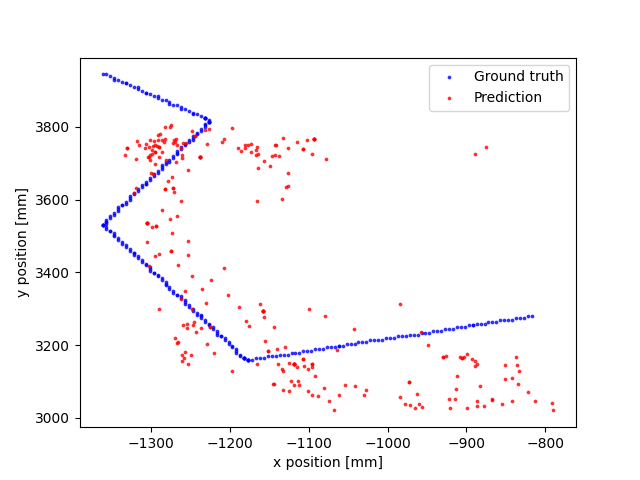 Ground truth
Prediction
3800
3600
3400
3200
3000
y position [mm]
−1300 −1200 −1100 −1000 −900 −800
x position [mm]